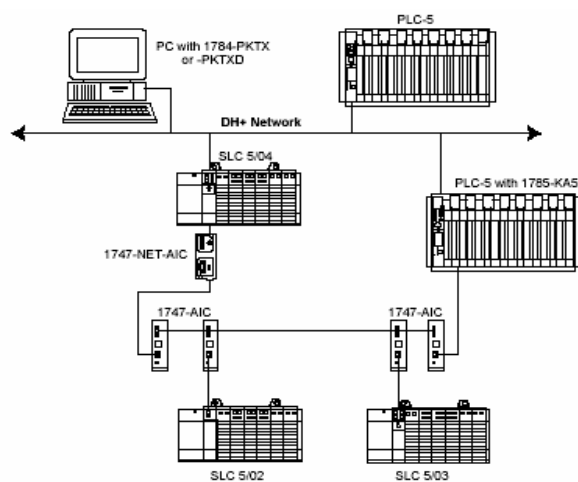 PLC-5
PC with 1784-PKTX
or -PKTXD
DH+ Network
SLC 5/04
PLC-5 with 1785-KA5
1747-NET-AIC
1747-AIC
1747-AIC
SLC 5/02
SLC 5/03